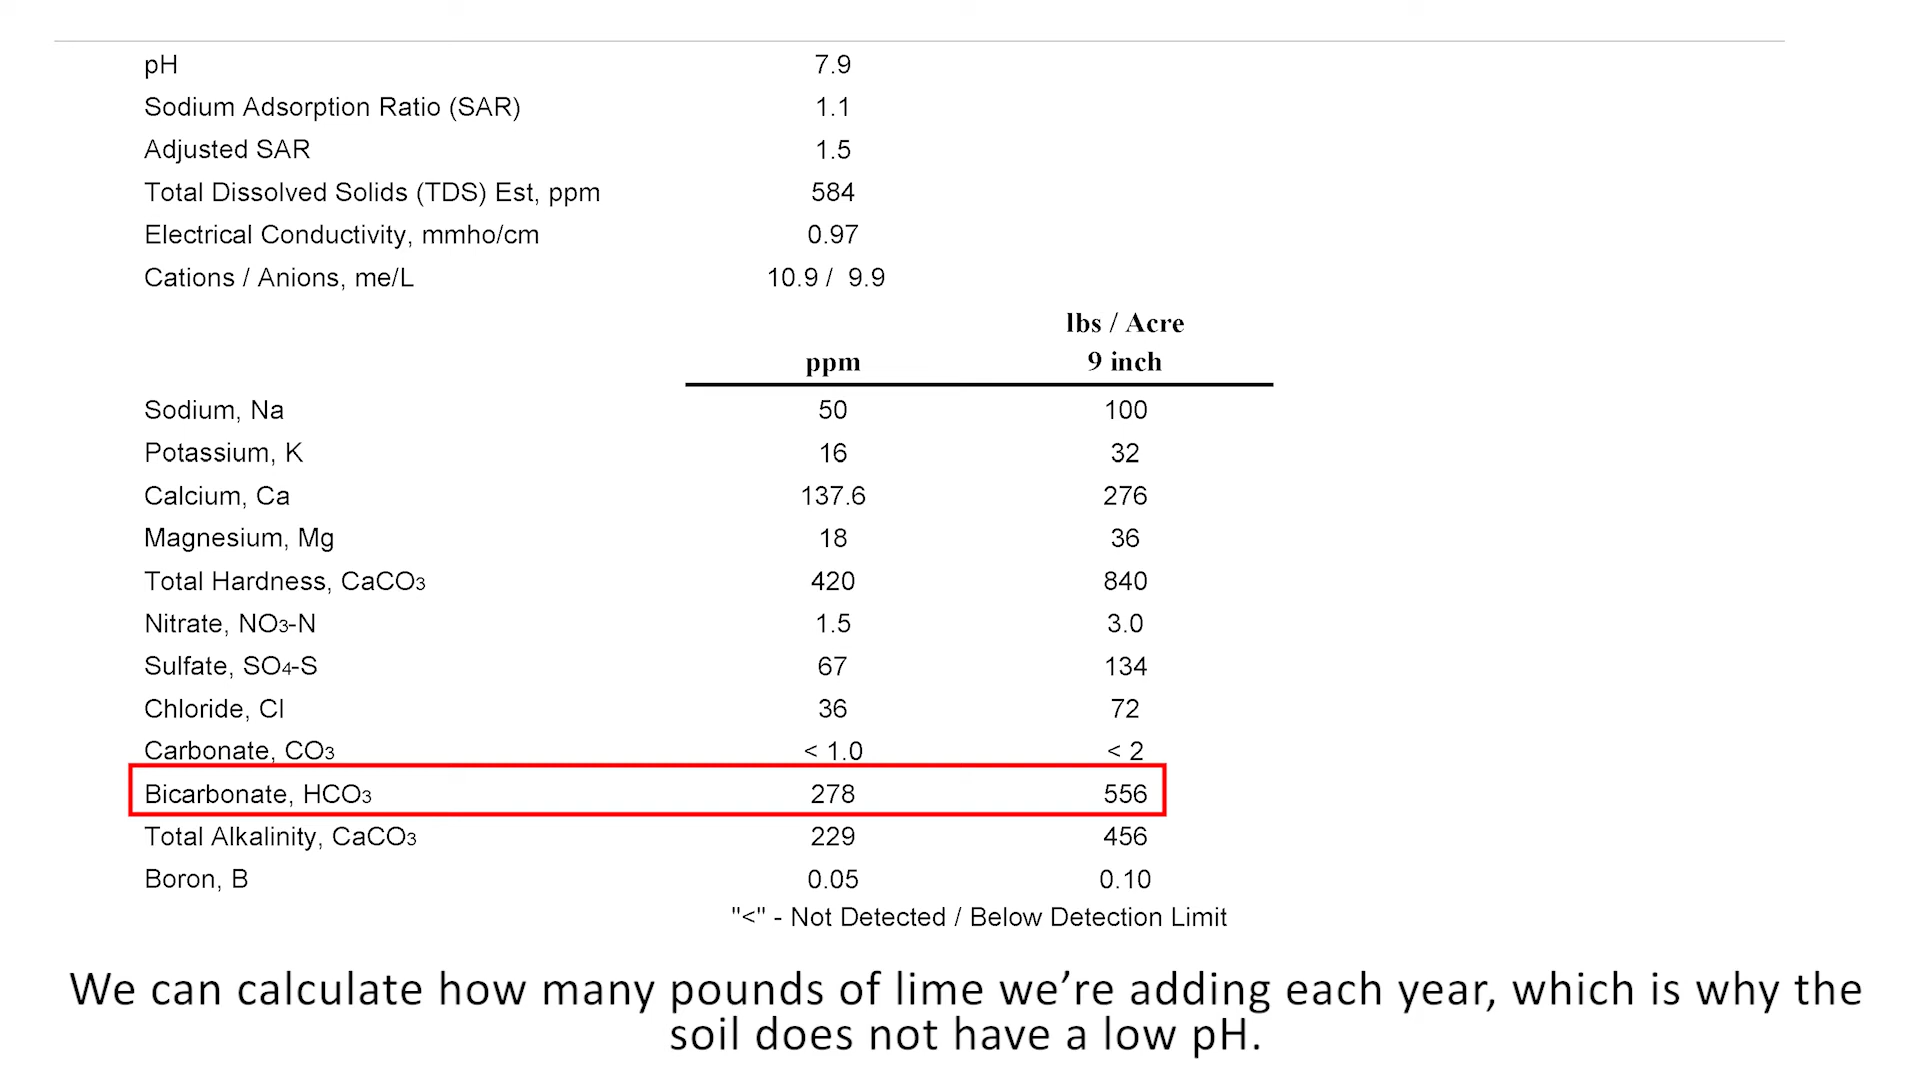 pH 7.9
Sodium Adsorption Ratio (SAR) 1.1
Adjusted SAR 1.5
Total Dissolved Solids (TDS) Est, ppm 584
Electrical Conductivity, mmho/cm 0.97
Cations / Anions, me/L 10.9 / 9.9
lbs / Acre
ppm 9 inch
Sodium, Na 50 100
Potassium, K 16 32
Calcium, Ca 137.6 276
Magnesium, Mg 18 36
Total Hardness, CaCO3 420 840
Nitrate, NO3-N 1.5 3.0
Sulfate, SO4-S 67 134
Chloride, Cl 36 72
Carbonate, CO3 < 1.0 < 2
Bicarbonate, HCO3 278 556
Total Alkalinity, CaCO3 229 456
Boron, B 0.05 0.10
"<" - Not Detected / Below Detection Limit
We can calculate how many pounds of lime we’re adding each year, which is why the
soil does not have a low pH.